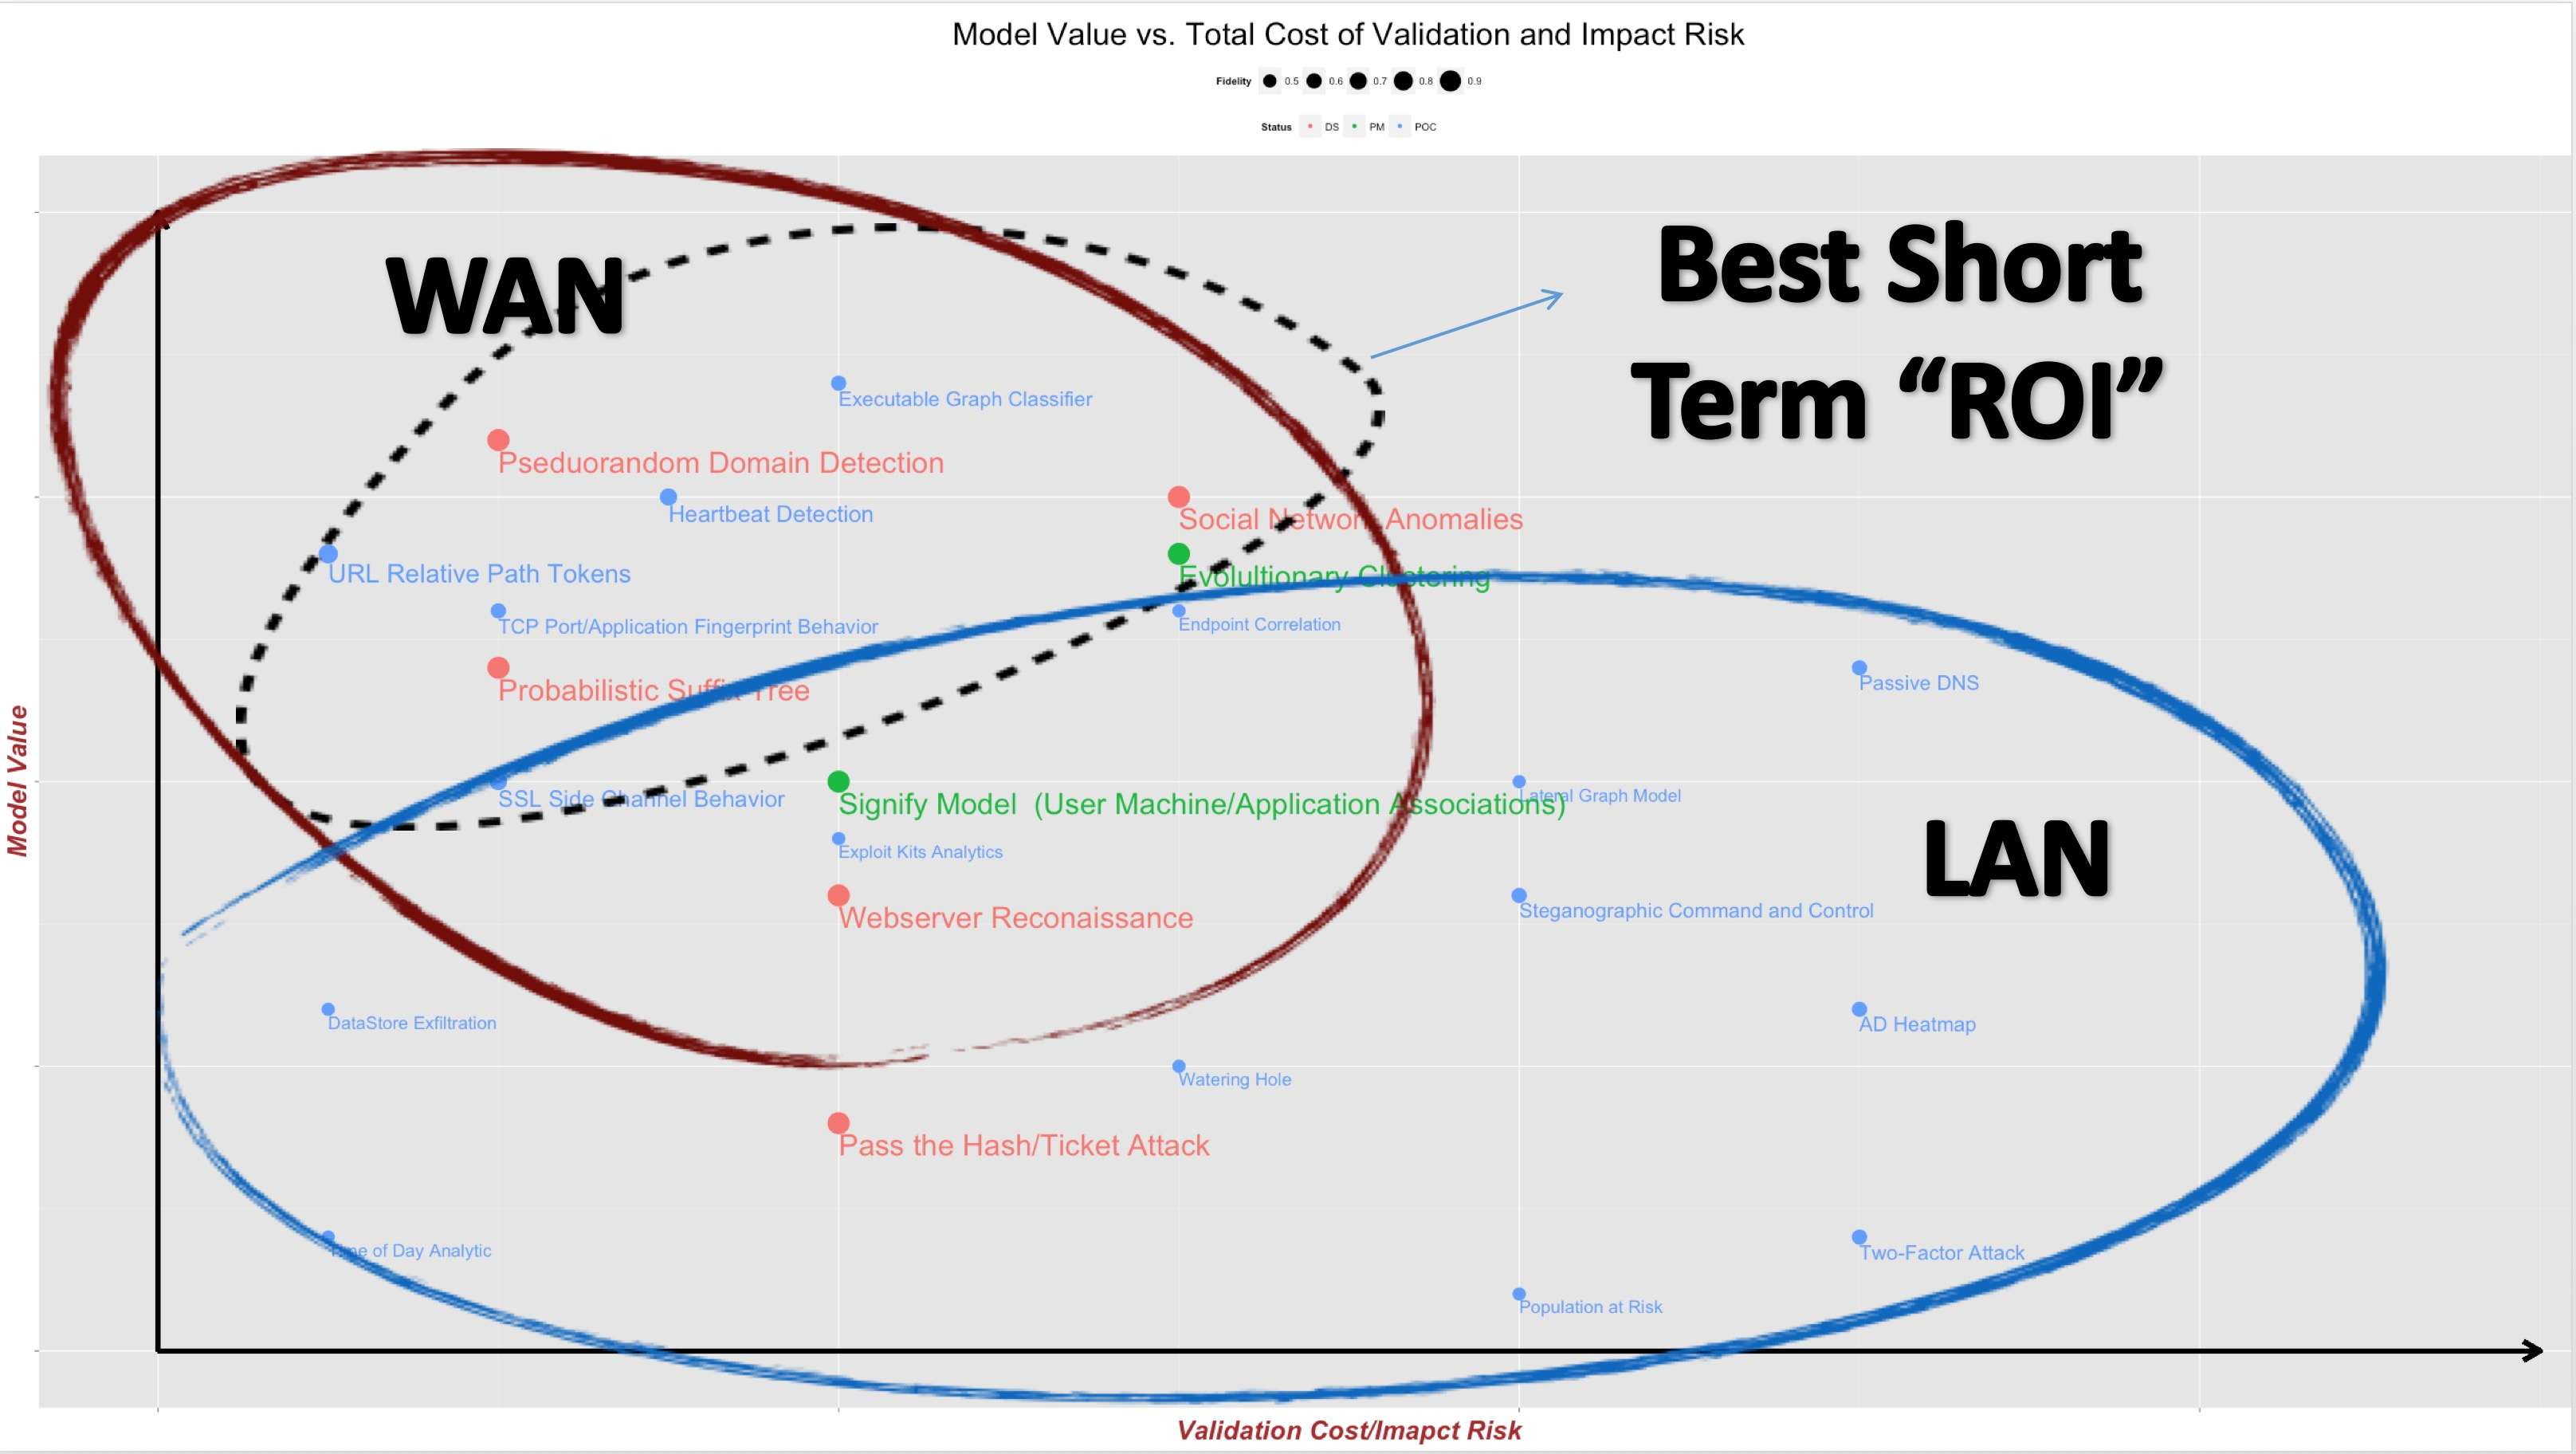 Model Value vs. Total Cost of Validation and Impact Risk
Fidelity 0.5 0.6 0.7 0.8 0.9
Status DS PM POC
WAN
Best Short
Term “ROI”
Executable Graph Classifier
Pseduorandom Domain Detection
Heartbeat Detection
Social Network Anomalies
URL Relative Path Tokens
Evolultionary Clustering
TCP Port/Application Fingerprint Behavior
Endpoint Correlation
Probabilistic Suffix Tree
Passive DNS
SSL Side Channel Behavior
Signify Model (User Machine/Application Associations)
Lateral Graph Model
Exploit Kits Analytics
LAN
Webserver Reconaissance
Steganographic Command and Control
DataStore Exfiltration
AD Heatmap
Watering Hole
Pass the Hash/Ticket Attack
Time of Day Analytic
Two-Factor Attack
Population at Risk
Model Value
Validation Cost/Imapct Risk